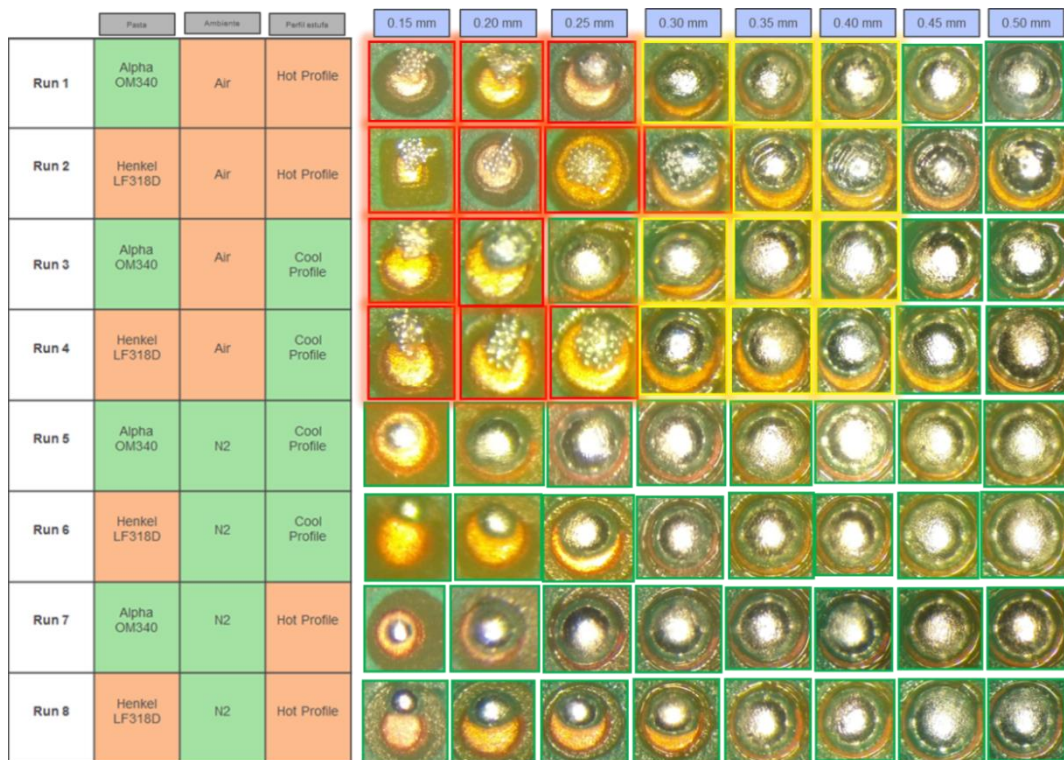 Pasta Ambiente Perfil estufa 0.15 mm 0.20 mm 0.25 mm 0.30 mm 0.35 mm 0.40 mm 0.45 mm 0.50 mm
Run 1 Alpha OM340 Air Hot Profile
Run 2 Henkel LF318D Air Hot Profile
Run 3 Alpha OM340 Air Cool Profile
Run 4 Henkel LF318D Air Cool Profile
Run 5 Alpha OM340 N2 Cool Profile
Run 6 Henkel LF318D N2 Cool Profile
Run 7 Alpha OM340 N2 Hot Profile
Run 8 Henkel LF318D N2 Hot Profile